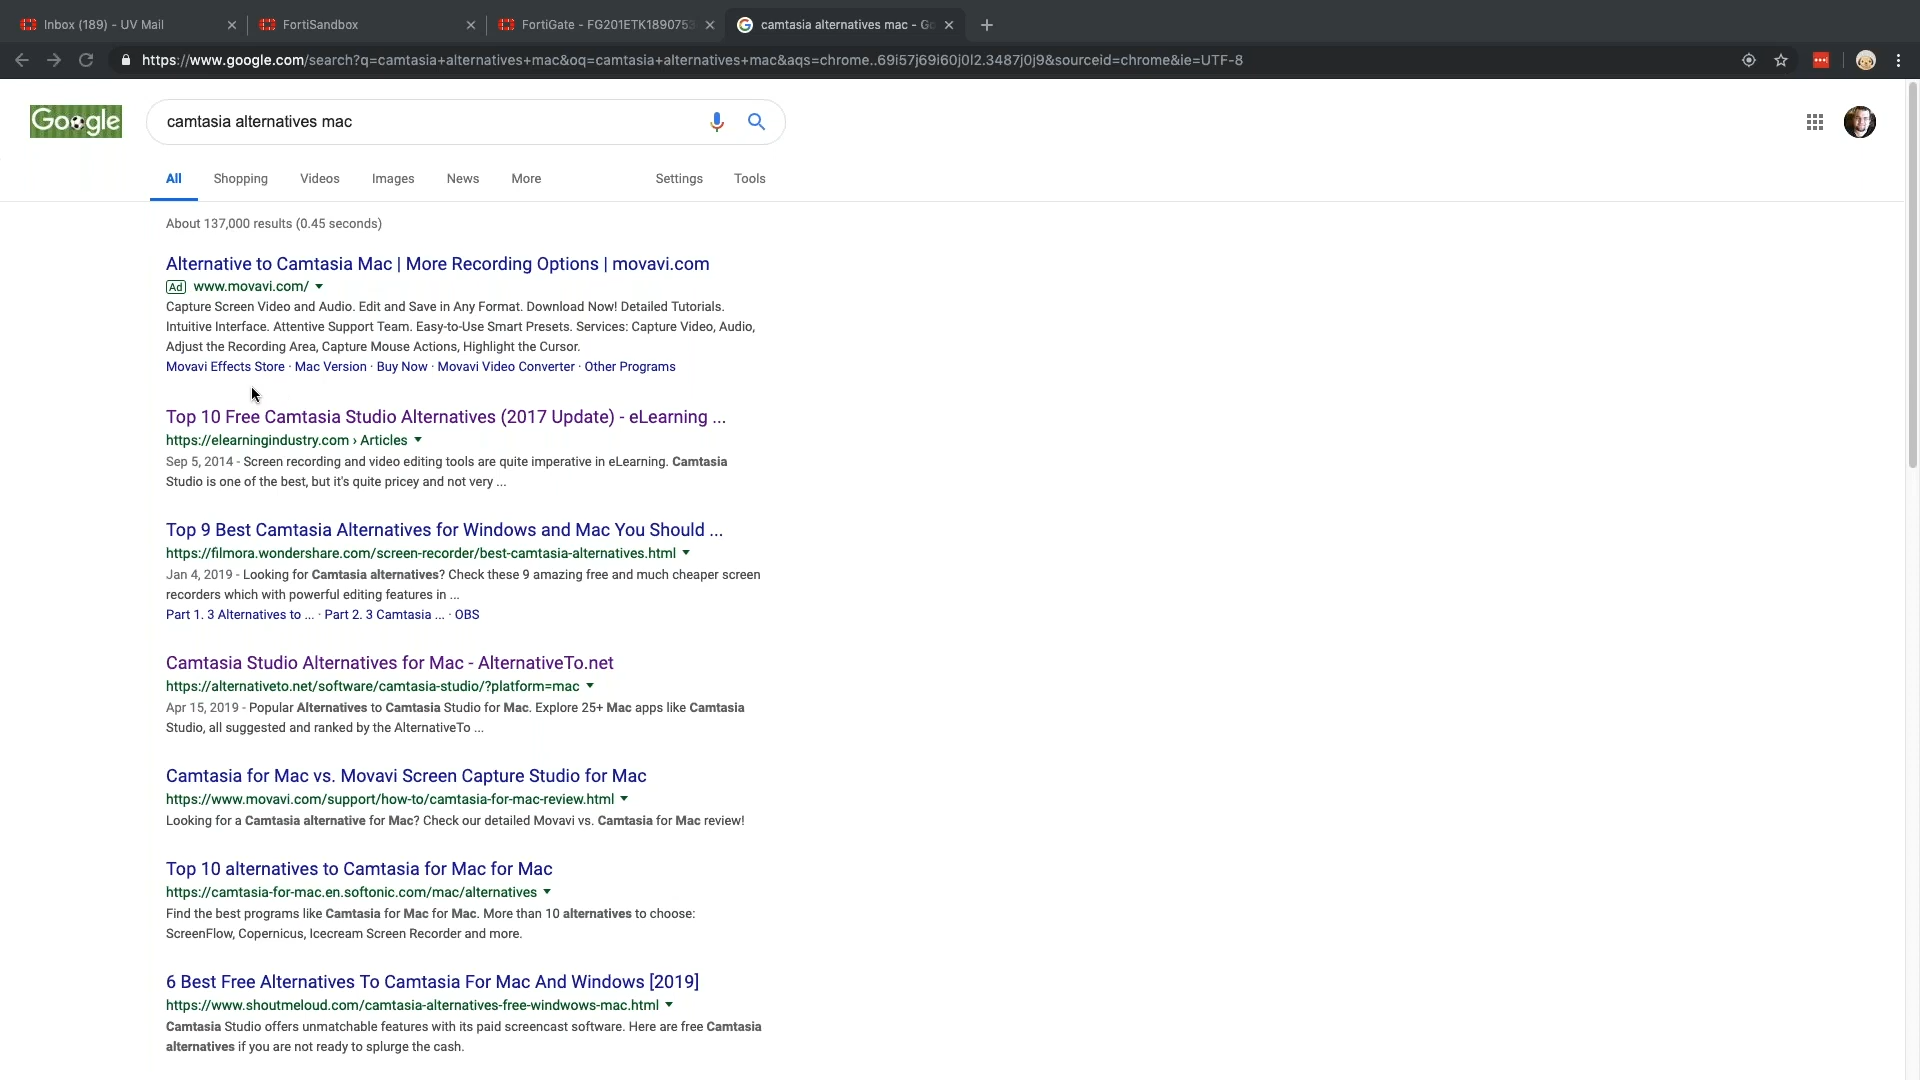 Inbox (189) - UV Mail
FortiSandbox
FortiGate - FG201ETK1890753
camtasia alternatives mac - Go
https://www.google.com/search?q=camtasia+alternatives+mac&oq=camtasia+alternatives+mac&aqs=chrome..69i57j69i60j0l2.3487j0j9&sourceid=chrome&ie=UTF-8
Google
camtasia alternatives mac
All Shopping Videos Images News More Settings Tools
About 137,000 results (0.45 seconds)
Alternative to Camtasia Mac | More Recording Options | movavi.com
Ad www.movavi.com/
Capture Screen Video and Audio. Edit and Save in Any Format. Download Now! Detailed Tutorials.
Intuitive Interface. Attentive Support Team. Easy-to-Use Smart Presets. Services: Capture Video, Audio,
Adjust the Recording Area, Capture Mouse Actions, Highlight the Cursor.
Movavi Effects Store · Mac Version · Buy Now · Movavi Video Converter · Other Programs
Top 10 Free Camtasia Studio Alternatives (2017 Update) - eLearning ...
https://elearningindustry.com › Articles
Sep 5, 2014 - Screen recording and video editing tools are quite imperative in eLearning. Camtasia
Studio is one of the best, but it's quite pricey and not very ...
Top 9 Best Camtasia Alternatives for Windows and Mac You Should ...
https://filmora.wondershare.com/screen-recorder/best-camtasia-alternatives.html
Jan 4, 2019 - Looking for Camtasia alternatives? Check these 9 amazing free and much cheaper screen
recorders which with powerful editing features in ...
Part 1. 3 Alternatives to ... · Part 2. 3 Camtasia ... · OBS
Camtasia Studio Alternatives for Mac - AlternativeTo.net
https://alternativeto.net/software/camtasia-studio/?platform=mac
Apr 15, 2019 - Popular Alternatives to Camtasia Studio for Mac. Explore 25+ Mac apps like Camtasia
Studio, all suggested and ranked by the AlternativeTo ...
Camtasia for Mac vs. Movavi Screen Capture Studio for Mac
https://www.movavi.com/support/how-to/camtasia-for-mac-review.html
Looking for a Camtasia alternative for Mac? Check our detailed Movavi vs. Camtasia for Mac review!
Top 10 alternatives to Camtasia for Mac for Mac
https://camtasia-for-mac.en.softonic.com/mac/alternatives
Find the best programs like Camtasia for Mac for Mac. More than 10 alternatives to choose:
ScreenFlow, Copernicus, Icecream Screen Recorder and more.
6 Best Free Alternatives To Camtasia For Mac And Windows [2019]
https://www.shoutmeloud.com/camtasia-alternatives-free-windwows-mac.html
Camtasia Studio offers unmatchable features with its paid screencast software. Here are free Camtasia
alternatives if you are not ready to splurge the cash.